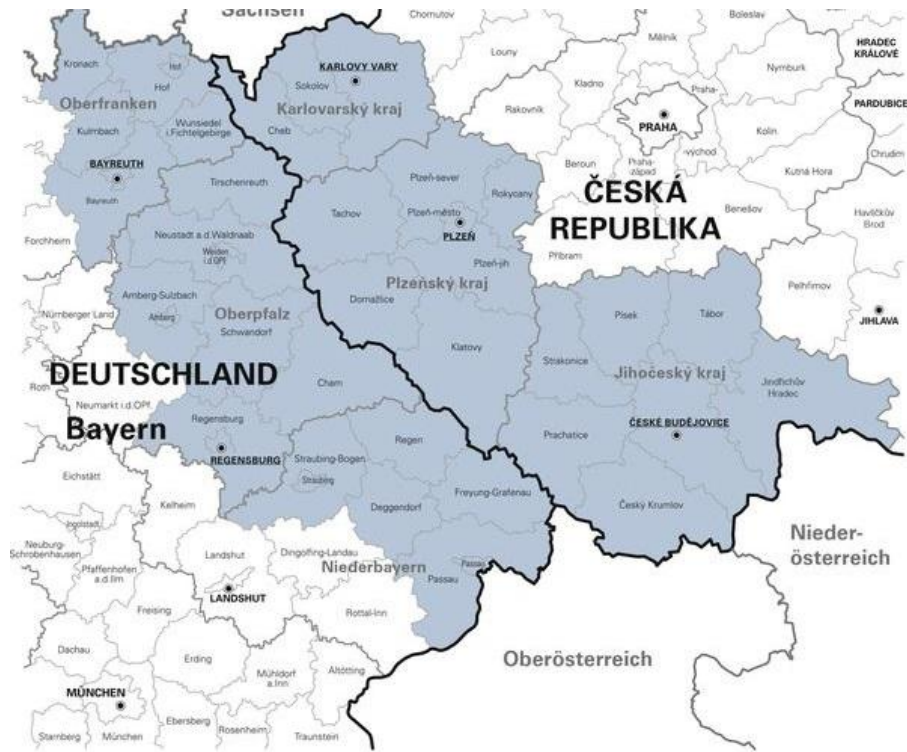 Sachsen
Chomutov
Boleslav
Mělník
Louny
HRADEC
KRÁLOVÉ
Kronach
Hof
Hof
KARLOVY VARY
Sokolov
Kladno
Nymburk
Praha-
Oberfranken
Karlovarský kraj
Rakovník
PARDUBICE
Kulmbach
Wunsiedel
i.Fichtelgebirge
Cheb
PRAHA
Kolín
-východ
BAYREUTH
Beroun
Praha-
západ
Kutná Hora
Chrudim
Tirschenreuth
Plzeň-sever
Rokycany
Bayreuth
ČESKÁ
REPUBLIKA
Benešov
Tachov
Plzeň-město
PLZEŇ
Havlíčkův
Brod
Forchheim
Neustadt a.d.Waldnaab
Weiden
i.d.OPf.
Příbram
Plzeň-jih
Pelhřimov
Plzeňský kraj
Amberg-Sulzbach
Amberg
Oberpfalz
Domažlice
Nürnberger Land
Schwandorf
Písek
Tábor
JIHLAVA
Klatovy
Strakonice
Jihočeský kraj
DEUTSCHLAND
Roth
Cham
Jindřichův
Hradec
Neumarkt i.d.OPf.
Bayern
Regensburg
REGENSBURG
Regen
Prachatice
ČESKÉ BUDĚJOVICE
Straubing-Bogen
Straubing
Eichstätt
Freyung-Grafenau
Kelheim
Deggendorf
Český Krumlov
Ingolstadt
Nieder-
österreich
Neuburg-
Schrobenhausen
Landshut
Dingolfing-Landau
Niederbayern
Passau
Passau
Pfaffenhofen
a.d.Ilm
LANDSHUT
Freising
Rottal-Inn
Dachau
Erding
Oberösterreich
Mühldorf
a.Inn
Altötting
MÜNCHEN
Ebersberg
Rosenheim
Traunstein
Starnberg
München